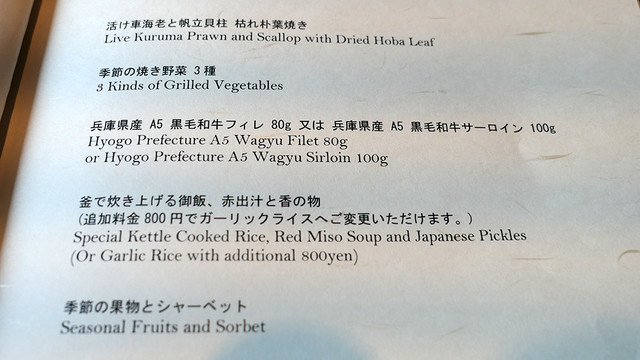 活け車海老と帆立貝柱 枯れ朴葉焼き
Live Kuruma Prawn and Scallop with Dried Hoba Leaf
季節の焼き野菜 3種
3 Kinds of Grilled Vegetables
兵庫県産 A5 黒毛和牛フィレ 80g 又は 兵庫県産 A5 黒毛和牛サーロイン 100g
Hyogo Prefecture A5 Wagyu Filet 80g
or Hyogo Prefecture A5 Wagyu Sirloin 100g
釜で炊き上げる御飯、赤出汁と香の物
(追加料金800円でガーリックライスへご変更いただけます。)
Special Kettle Cooked Rice, Red Miso Soup and Japanese Pickles
(Or Garlic Rice with additional 800yen)
季節の果物とシャーベット
Seasonal Fruits and Sorbet